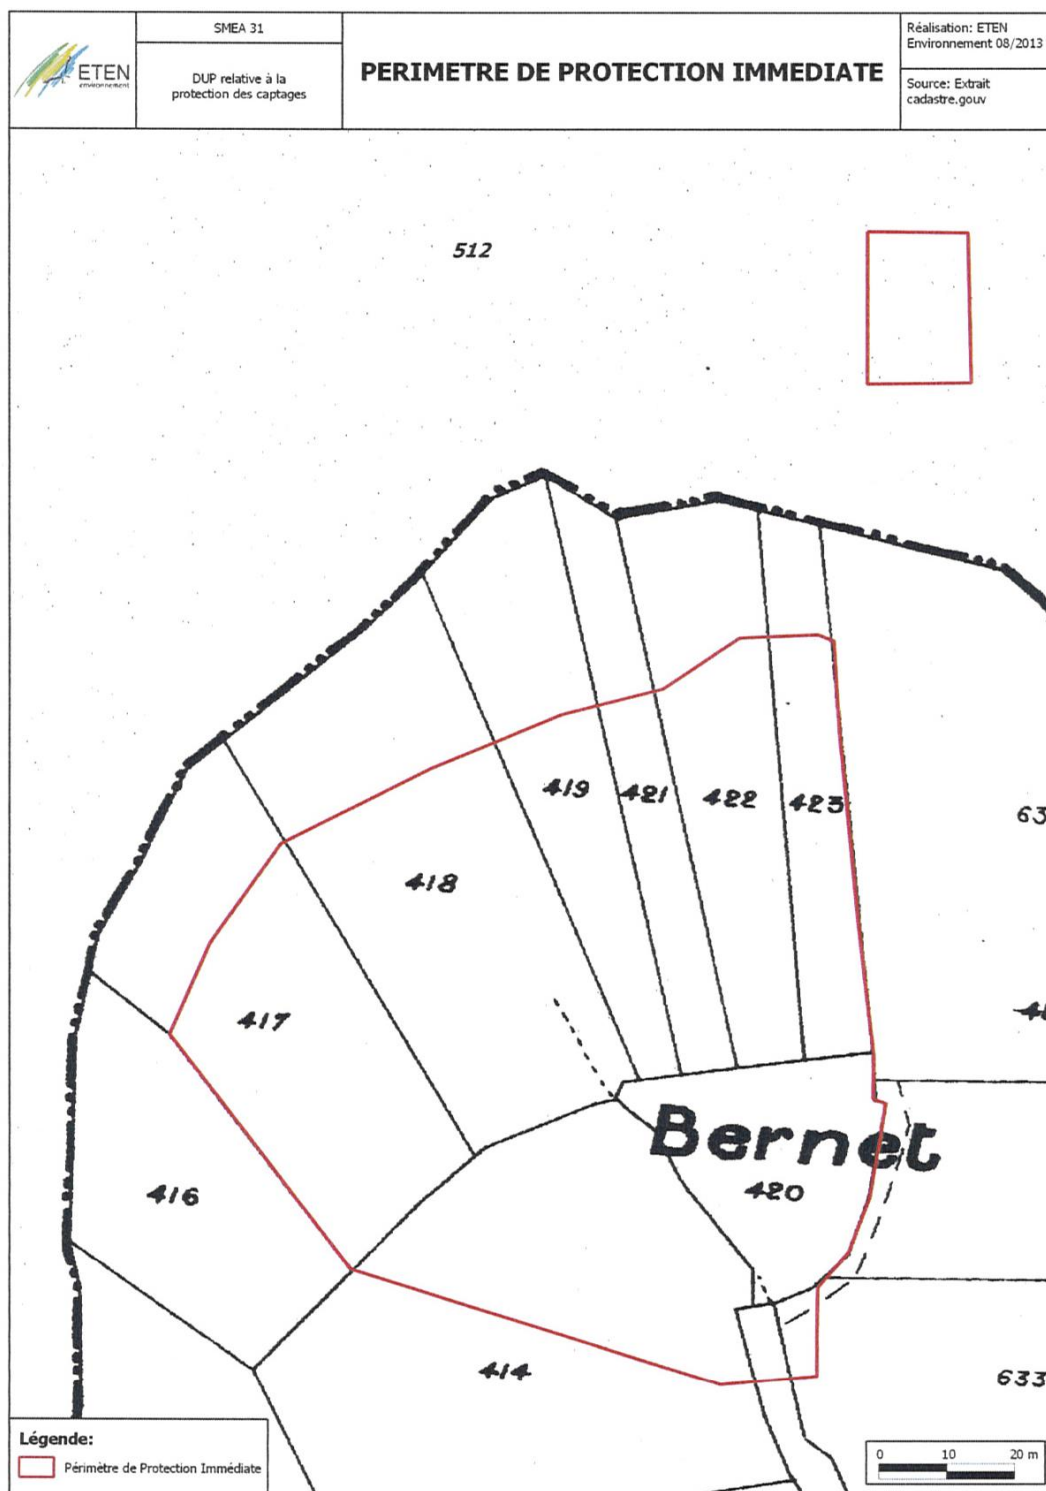 ETEN
environnement
SMEA 31
DUP relative à la
protection des captages
PERIMETRE DE PROTECTION IMMEDIATE
Réalisation: ETEN
Environnement 08/2013
Source: Extrait
cadastre.gouv
512
419
421
422
423
63
418
417
Bernet
416
420
414
633
Légende:
Périmètre de Protection Immédiate
0 10 20 m